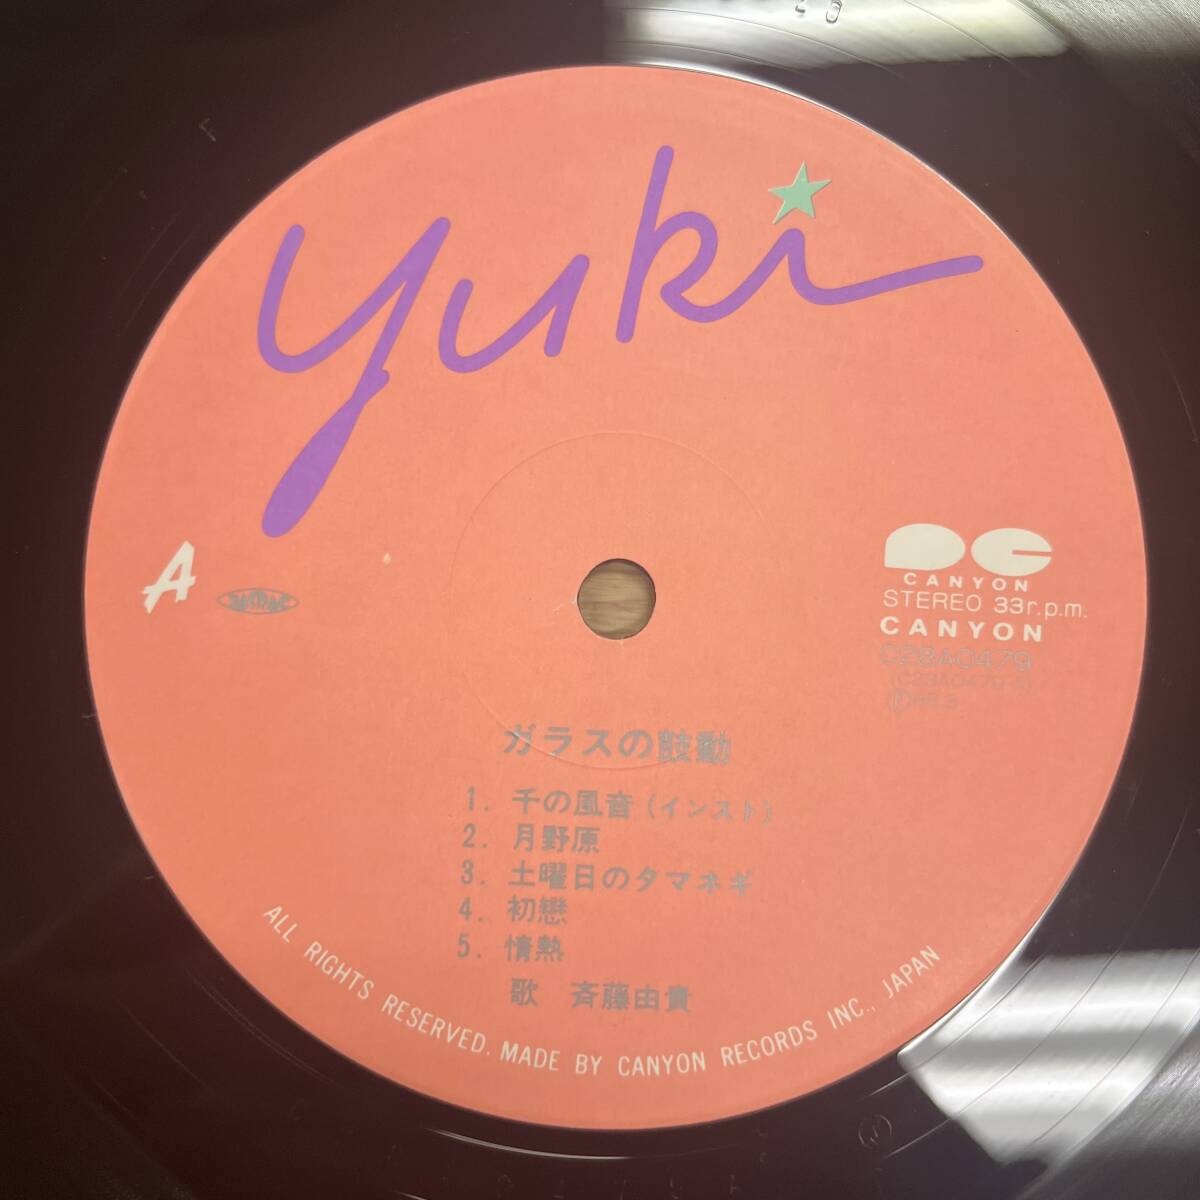 yuki
A
JASRAC
CANYON
STEREO 33r.p.m.
CANYON
C28A0479
ガラスの鼓動
1. 千の風音(インスト)
2. 月野原
3. 土曜日のタマネギ
4. 初戀
5. 情熱
歌 斉藤由貴
ALL RIGHTS RESERVED. MADE BY CANYON RECORDS INC., JAPAN